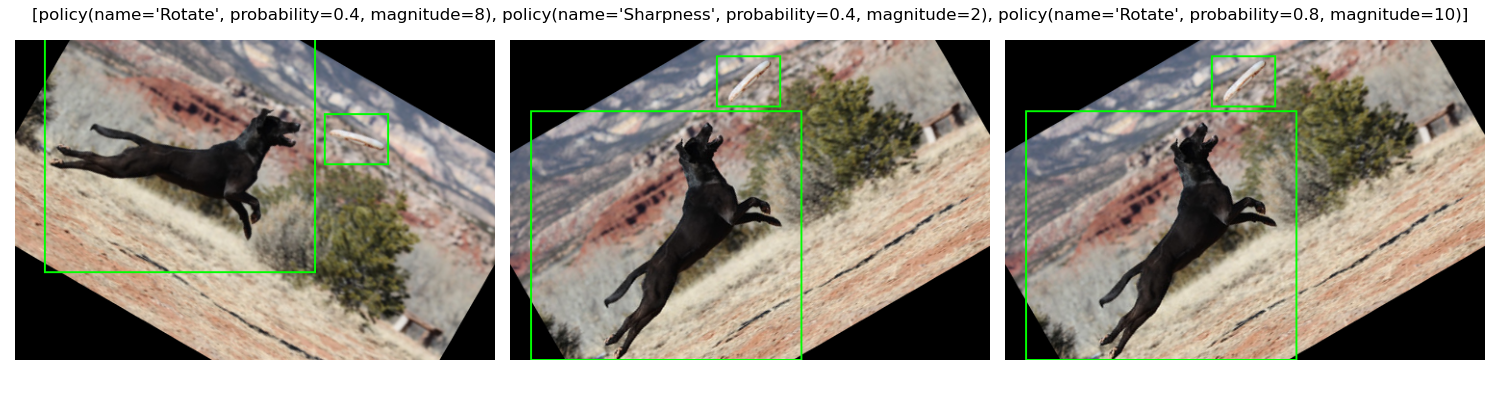 [policy(name='Rotate', probability=0.4, magnitude=8), policy(name='Sharpness', probability=0.4, magnitude=2), policy(name='Rotate', probability=0.8, magnitude=10)]